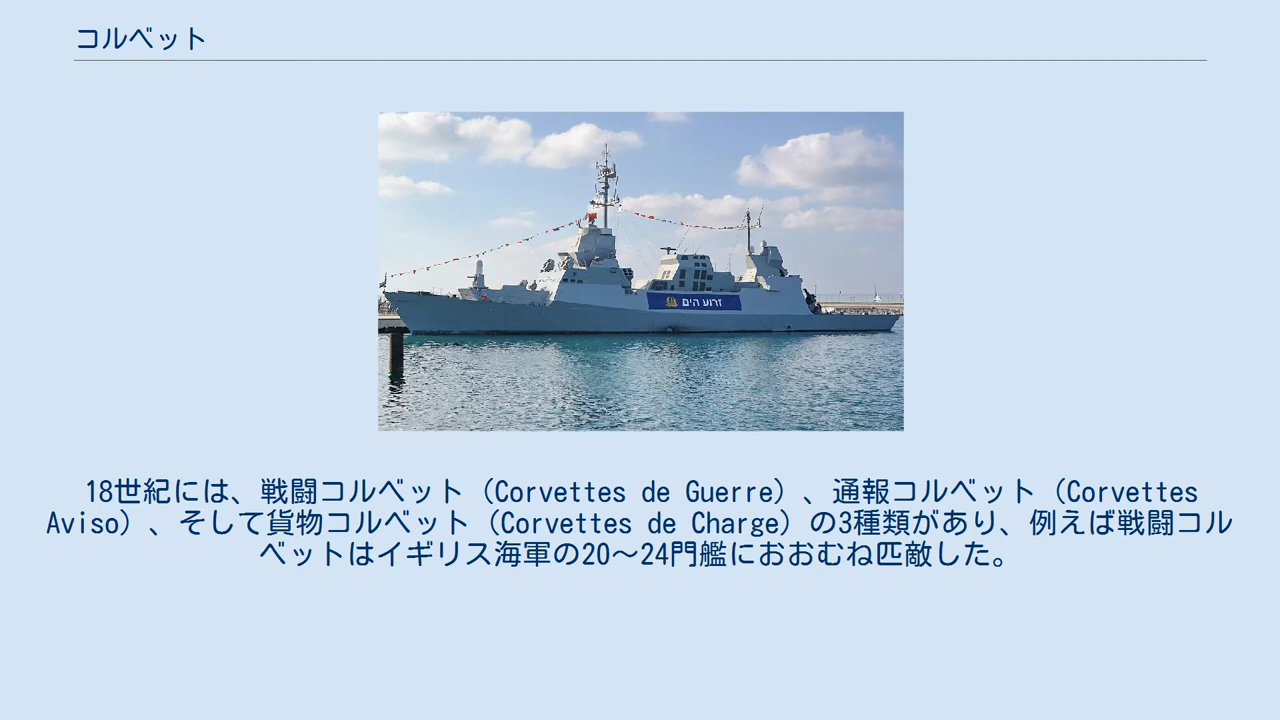 コルベット
זרוע הים
18世紀には、戦闘コルベット（Corvettes de Guerre）、通報コルベット（Corvettes
Aviso）、そして貨物コルベット（Corvettes de Charge）の3種類があり、例えば戦闘コル
ベットはイギリス海軍の20～24門艦におおむね匹敵した。